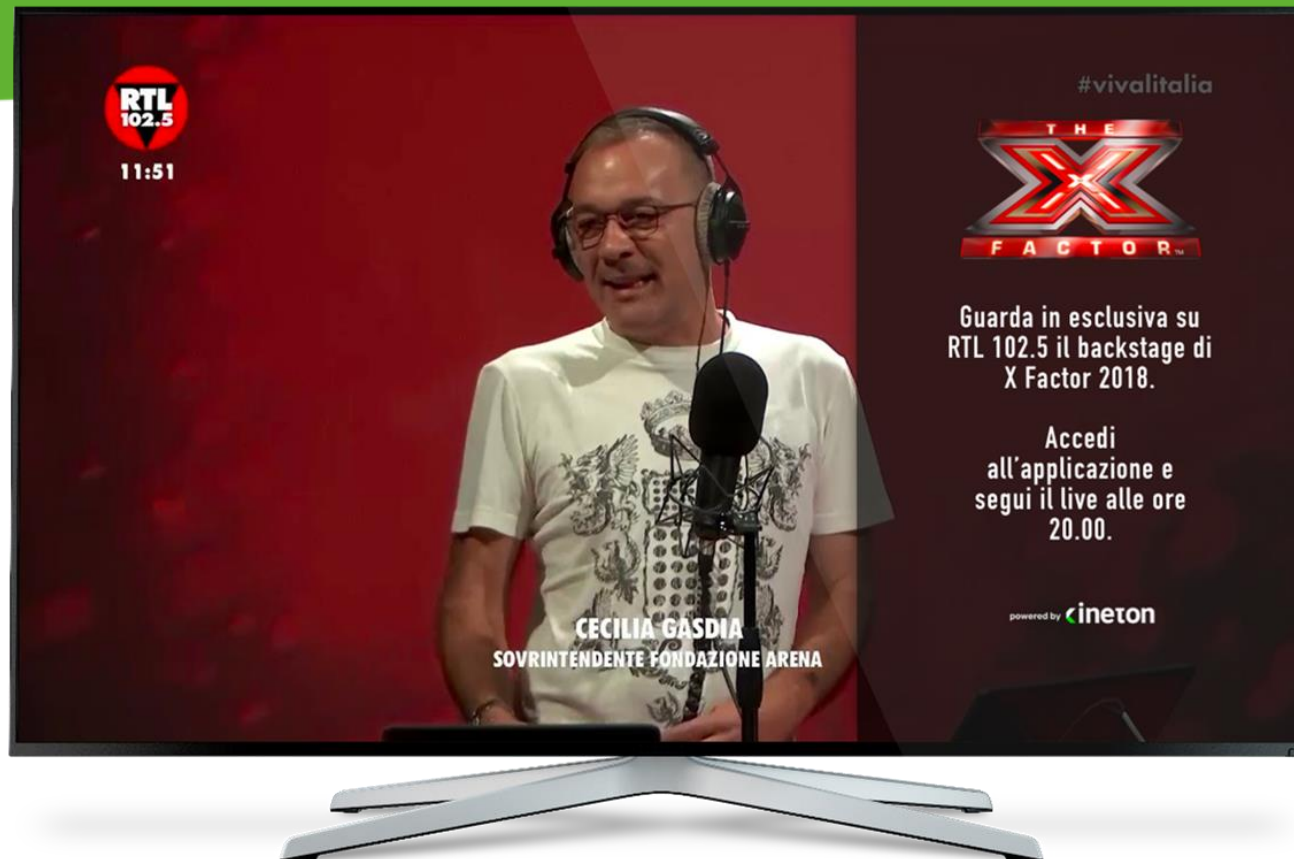 RTL
102.5
11:51
#vivalitalia
THE
X
FACTOR™
Guarda in esclusiva su
RTL 102.5 il backstage di
X Factor 2018.
Accedi
all'applicazione e
segui il live alle ore
20.00.
powered by cineton
CECILIA GASDIA
SOVRINTENDENTE FONDAZIONE ARENA